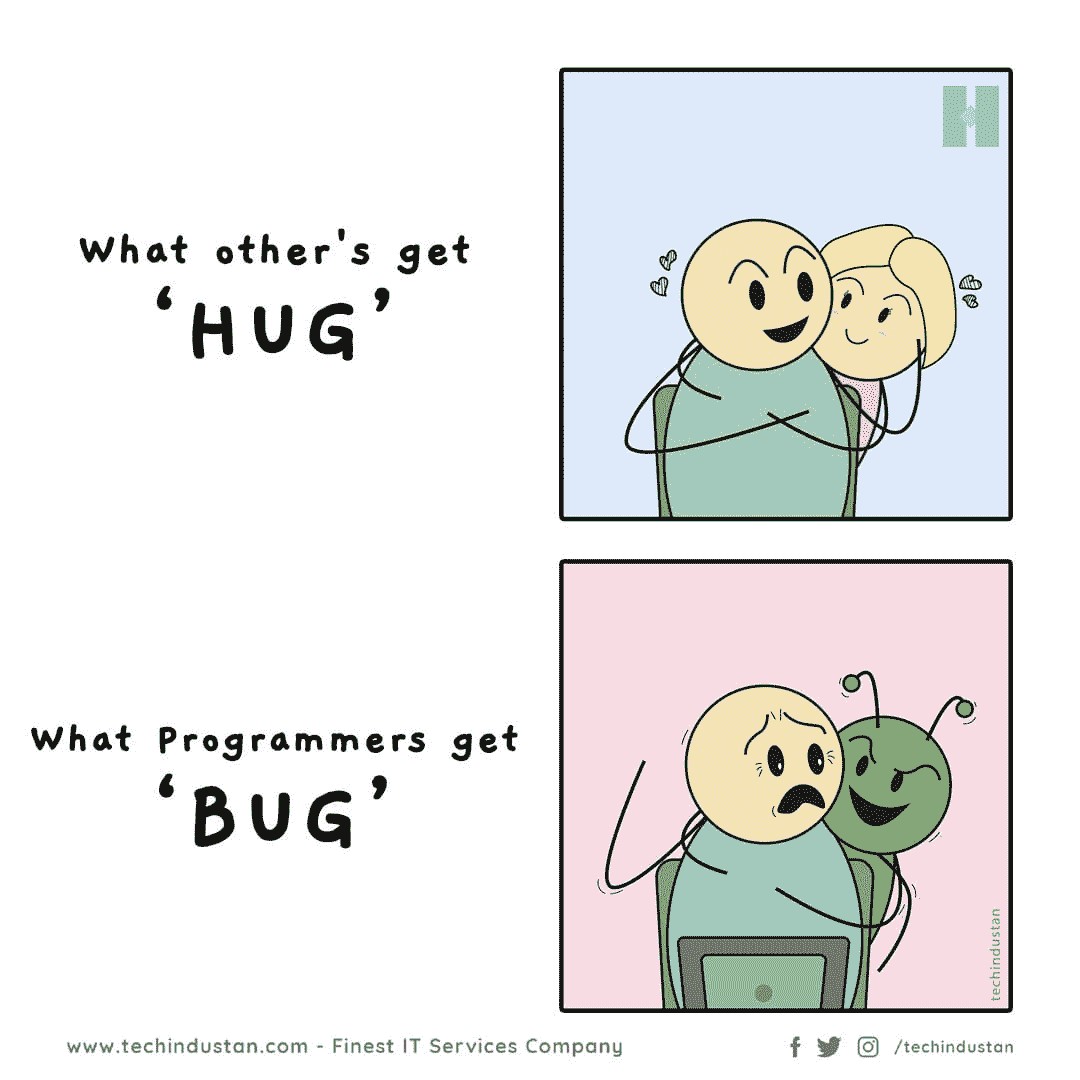 What other's get
‘HUG’
What Programmers get
‘BUG’
techindustan
www.techindustan.com - Finest IT Services Company
/techindustan